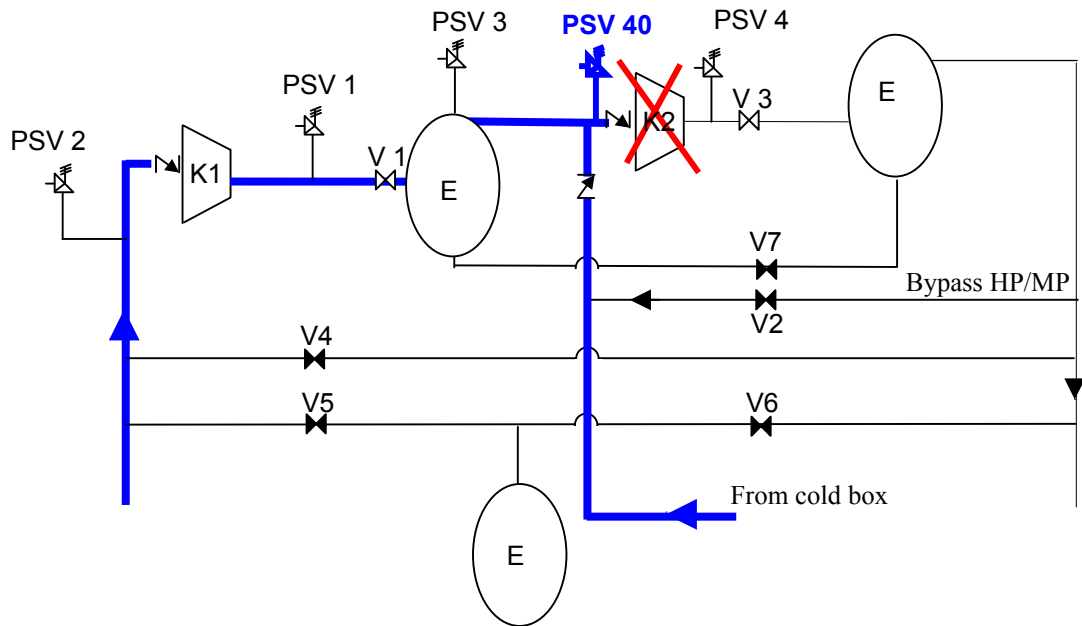 PSV 3
PSV 40
PSV 4
PSV 1
E
V 3
PSV 2
K2
V 1
K1
E
V7
Bypass HP/MP
V2
V4
V5
V6
From cold box
E